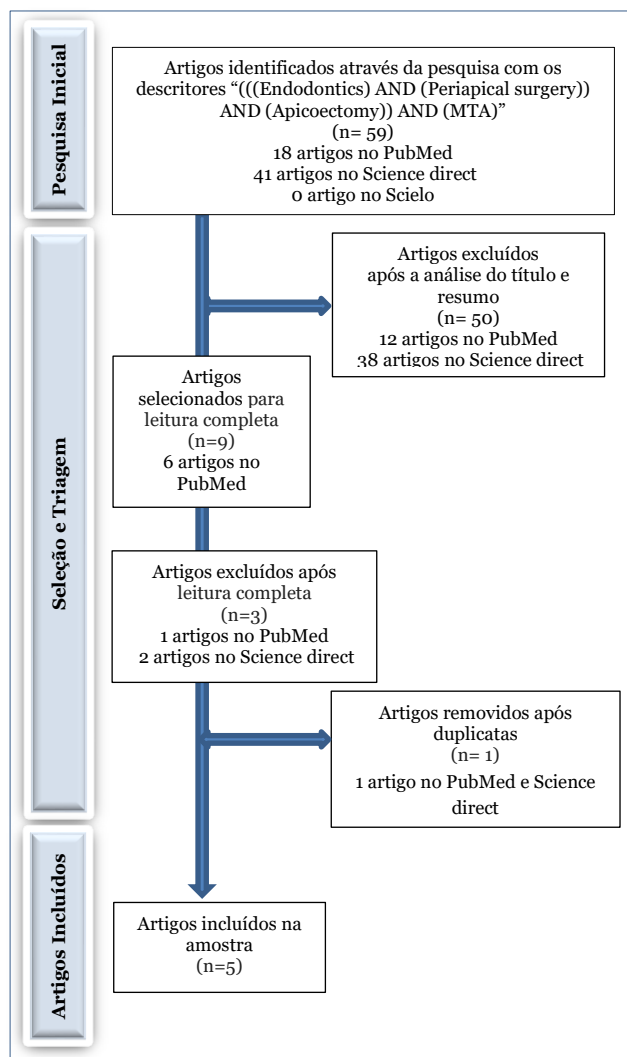 Pesquisa Inicial
Artigos identificados através da pesquisa com os
descritores “(((Endodontics) AND (Periapical surgery))
AND (Apicoectomy)) AND (MTA)”
(n= 59)
18 artigos no PubMed
41 artigos no Science direct
0 artigo no Scielo
Seleção e Triagem
Artigos excluídos
após a análise do título e
resumo
(n= 50)
12 artigos no PubMed
38 artigos no Science direct
Artigos
selecionados para
leitura completa
(n=9)
6 artigos no
PubMed
Artigos excluídos após
leitura completa
(n=3)
1 artigos no PubMed
2 artigos no Science direct
Artigos removidos após
duplicatas
(n= 1)
1 artigo no PubMed e Science
direct
Artigos Incluídos
Artigos incluídos na
amostra
(n=5)